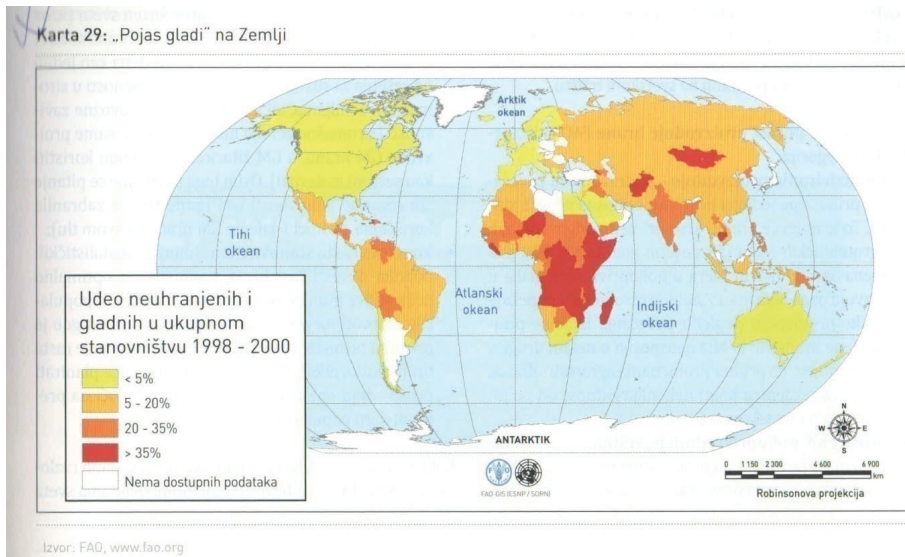 Karta 29: „Pojas gladi“ na Zemlji
Arktik
okean
Tihi
okean
Atlanski
okean
Indijski
okean
Udeo neuhranjenih i
gladnih u ukupnom
stanovništvu 1998 - 2000
< 5%
5 - 20%
20 - 35%
> 35%
Nema dostupnih podataka
ANTARKTIK
FAO-GIS (ESNP / SDRN)
N
W E
S
0 1 150 2 300 4 600 6 900
km
Robinsonova projekcija
Izvor: FAO, www.fao.org